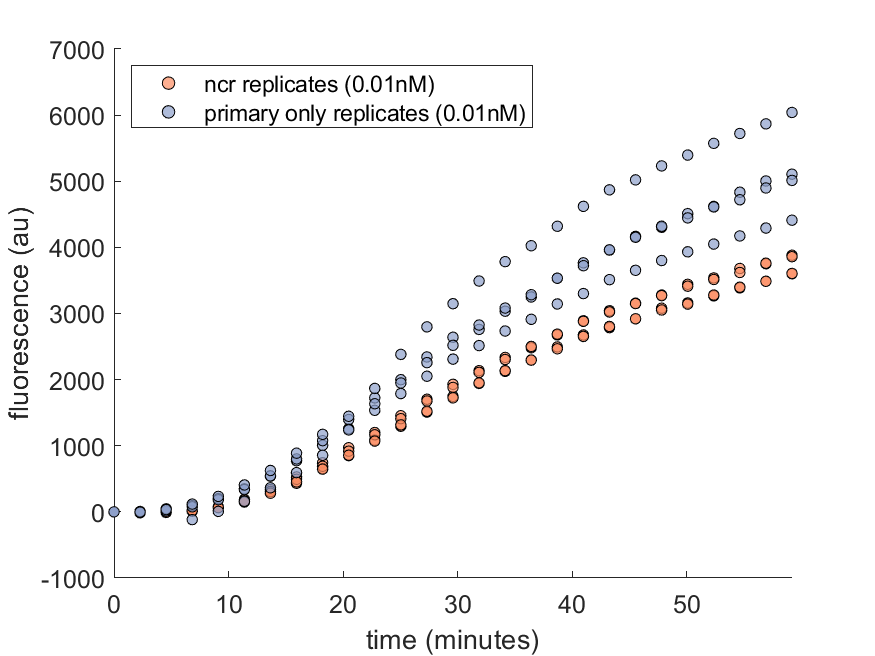 7000
6000
5000
4000
3000
2000
1000
0
-1000
ncr replicates (0.01nM)
primary only replicates (0.01nM)
fluorescence (au)
0 10 20 30 40 50
time (minutes)